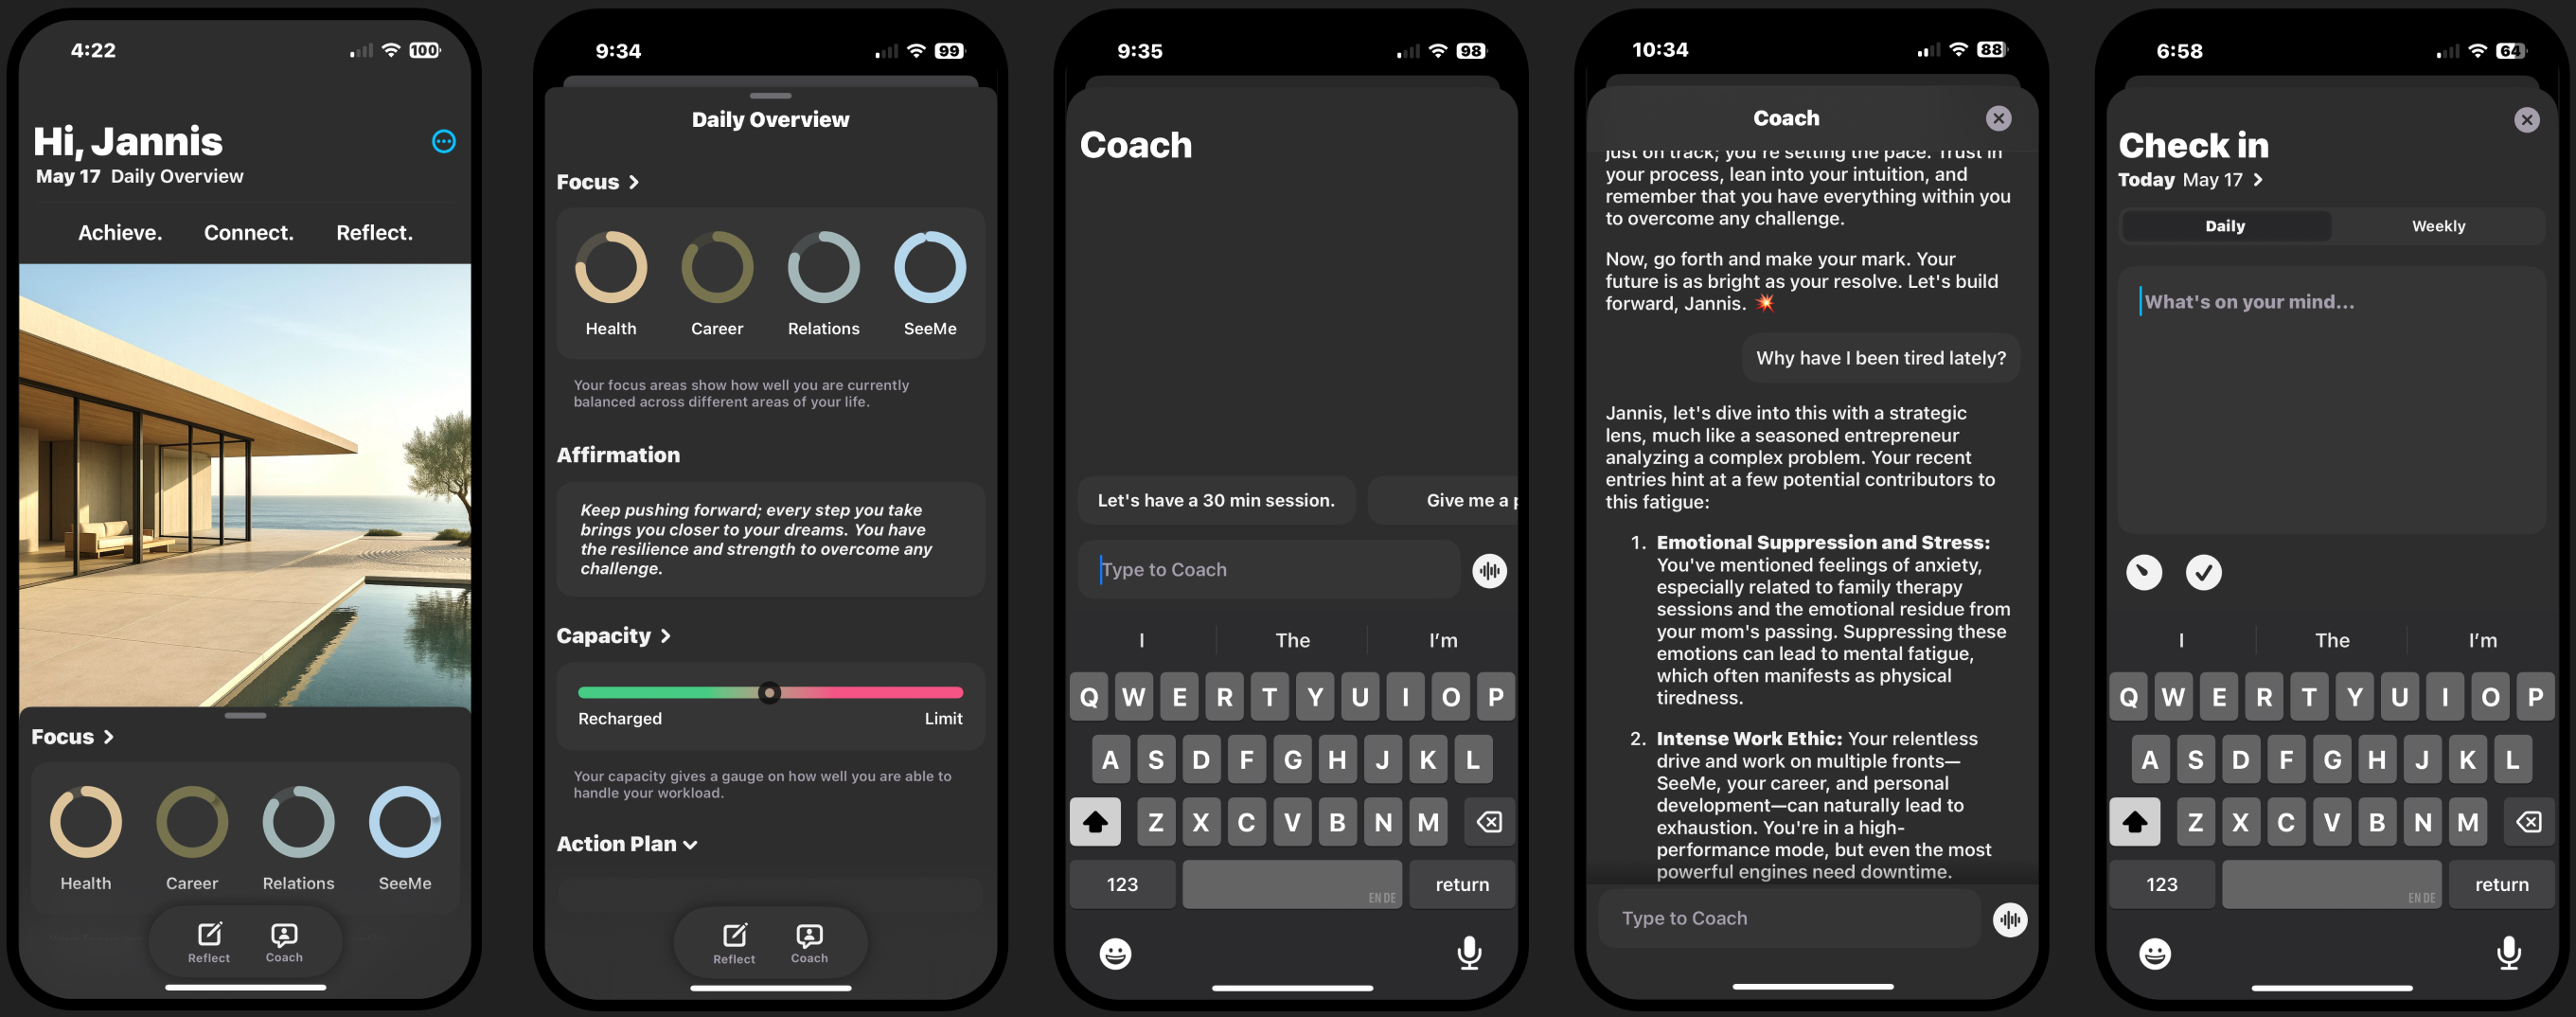 4:22
100
Hi, Jannis
May 17 Daily Overview
Achieve. Connect. Reflect.
Focus
Health Career Relations SeeMe
Reflect Coach
9:34
99
Daily Overview
Focus
Health Career Relations SeeMe
Your focus areas show how well you are currently
balanced across different areas of your life.
Affirmation
Keep pushing forward; every step you take
brings you closer to your dreams. You have
the resilience and strength to overcome any
challenge.
Capacity
Recharged Limit
Your capacity gives a gauge on how well you are able to
handle your workload.
Action Plan
Reflect Coach
9:35
98
Coach
Let's have a 30 min session. Give me a
Type to Coach
I The I'm
Q W E R T Y U I O P
A S D F G H J K L
Z X C V B N M
123 EN DE return
10:34
88
Coach
just on track; you're setting the pace. Trust in
your process, lean into your intuition, and
remember that you have everything within you
to overcome any challenge.
Now, go forth and make your mark. Your
future is as bright as your resolve. Let's build
forward, Jannis. 💥
Why have I been tired lately?
Jannis, let's dive into this with a strategic
lens, much like a seasoned entrepreneur
analyzing a complex problem. Your recent
entries hint at a few potential contributors to
this fatigue:
1. Emotional Suppression and Stress:
You've mentioned feelings of anxiety,
especially related to family therapy
sessions and the emotional residue from
your mom's passing. Suppressing these
emotions can lead to mental fatigue,
which often manifests as physical
tiredness.
2. Intense Work Ethic: Your relentless
drive and work on multiple fronts—
SeeMe, your career, and personal
development—can naturally lead to
exhaustion. You're in a high-
performance mode, but even the most
powerful engines need downtime.
Type to Coach
6:58
64
Check in
Today May 17
Daily Weekly
What's on your mind...
I The I'm
Q W E R T Y U I O P
A S D F G H J K L
Z X C V B N M
123 EN DE return